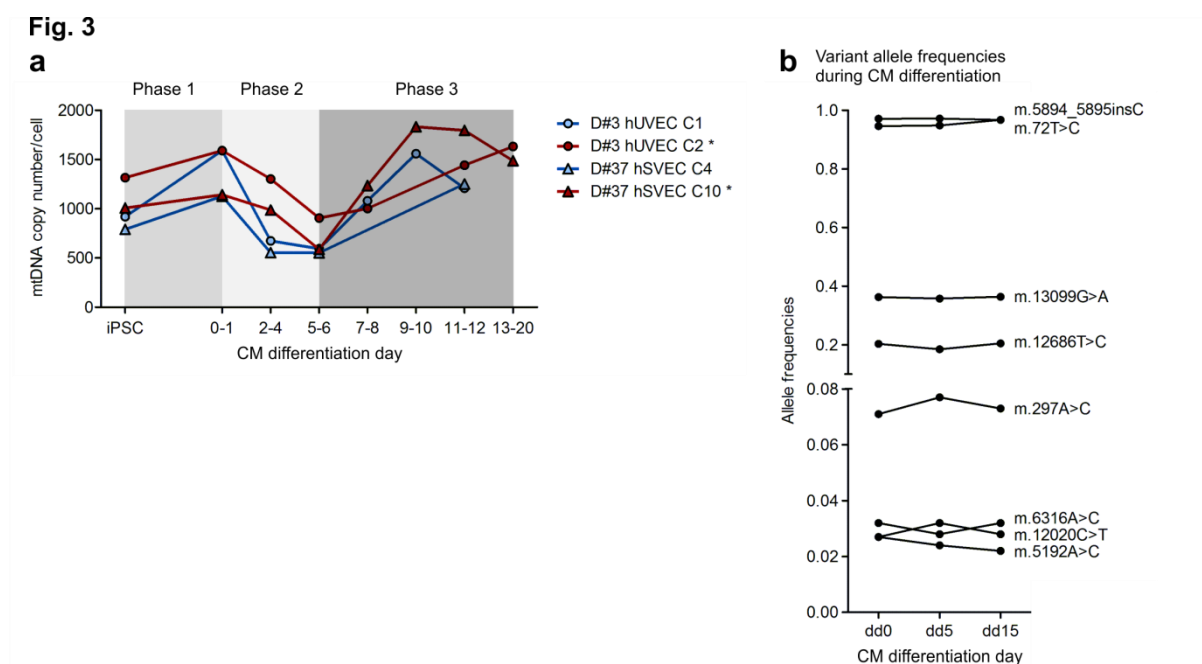 Fig. 3
a
Phase 1
Phase 2
Phase 3
2000
1500
1000
500
0
mtDNA copy number/cell
iPSC
0-1
2-4
5-6
7-8
9-10
11-12
13-20
CM differentiation day
D#3 hUVEC C1
D#3 hUVEC C2 *
D#37 hSVEC C4
D#37 hSVEC C10 *
b
Variant allele frequencies
during CM differentiation
1.0
0.8
0.6
0.4
0.2
0.08
0.06
0.04
0.02
0.00
Allele frequencies
m.5894_5895insC
m.72T>C
m.13099G>A
m.12686T>C
m.297A>C
m.6316A>C
m.12020C>T
m.5192A>C
dd0
dd5
dd15
CM differentiation day